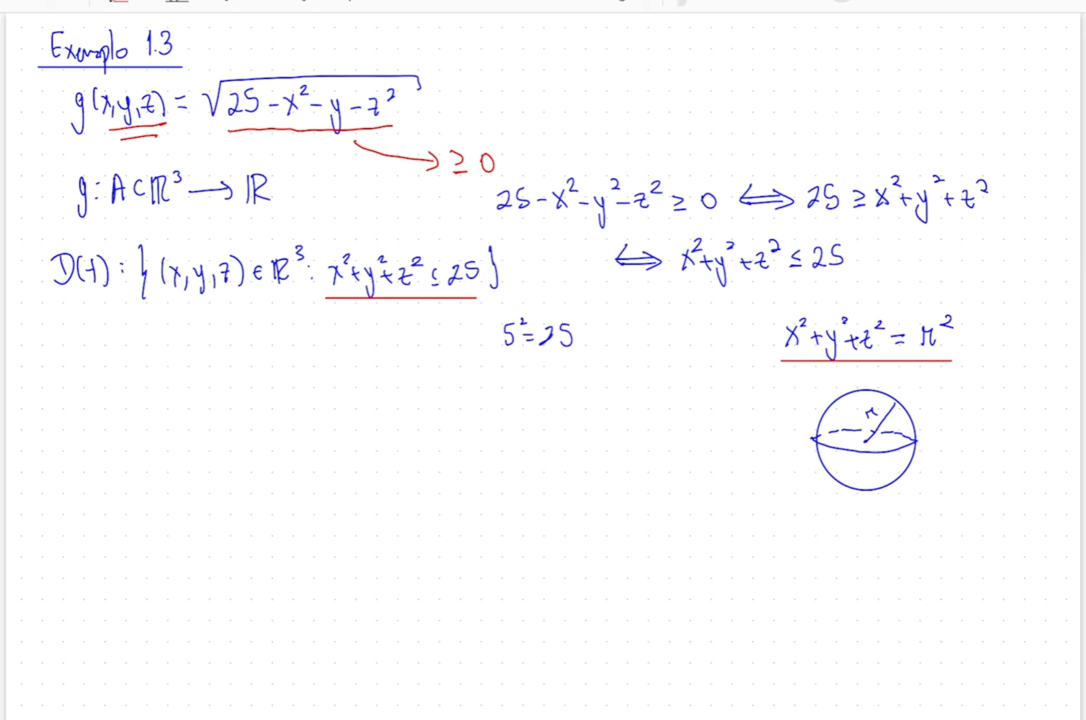 Exemplo 1.3
g(x,y,z) = √25-x²-y-z²
→ ≥ 0
g: A⊂ℝ³ → ℝ
25-x²-y²-z² ≥ 0 ⟺ 25 ≥ x²+y²+z²
D(f): {(x,y,z) ∈ ℝ³: x²+y²+z² ≤ 25}
⟺ x²+y²+z² ≤ 25
5²=25
x²+y²+z² = r²
r